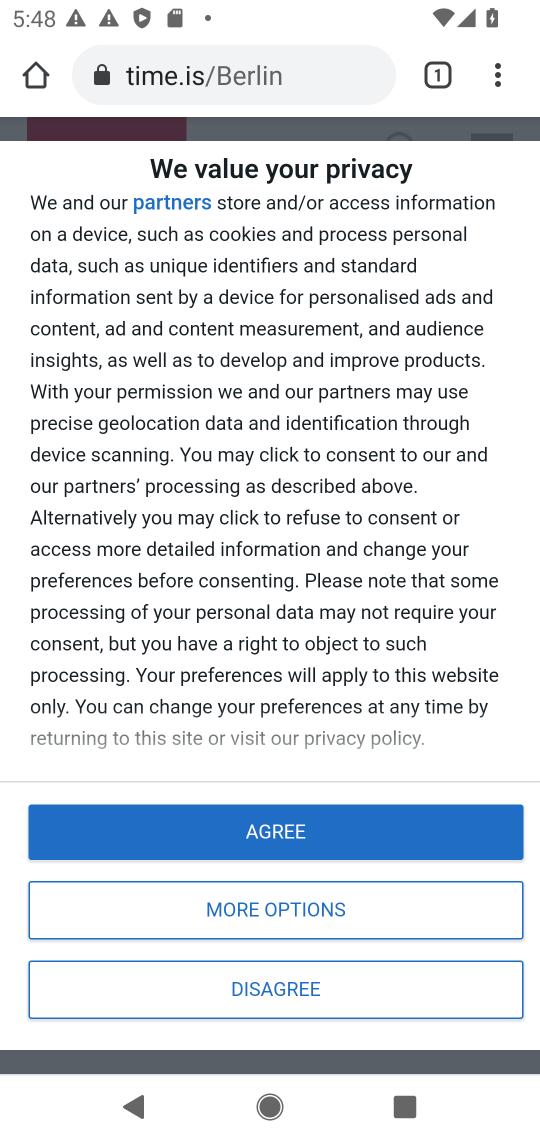 5:48
time.is/Berlin
1
We value your privacy
We and our partners store and/or access information
on a device, such as cookies and process personal
data, such as unique identifiers and standard
information sent by a device for personalised ads and
content, ad and content measurement, and audience
insights, as well as to develop and improve products.
With your permission we and our partners may use
precise geolocation data and identification through
device scanning. You may click to consent to our and
our partners’ processing as described above.
Alternatively you may click to refuse to consent or
access more detailed information and change your
preferences before consenting. Please note that some
processing of your personal data may not require your
consent, but you have a right to object to such
processing. Your preferences will apply to this website
only. You can change your preferences at any time by
returning to this site or visit our privacy policy.
AGREE
MORE OPTIONS
DISAGREE